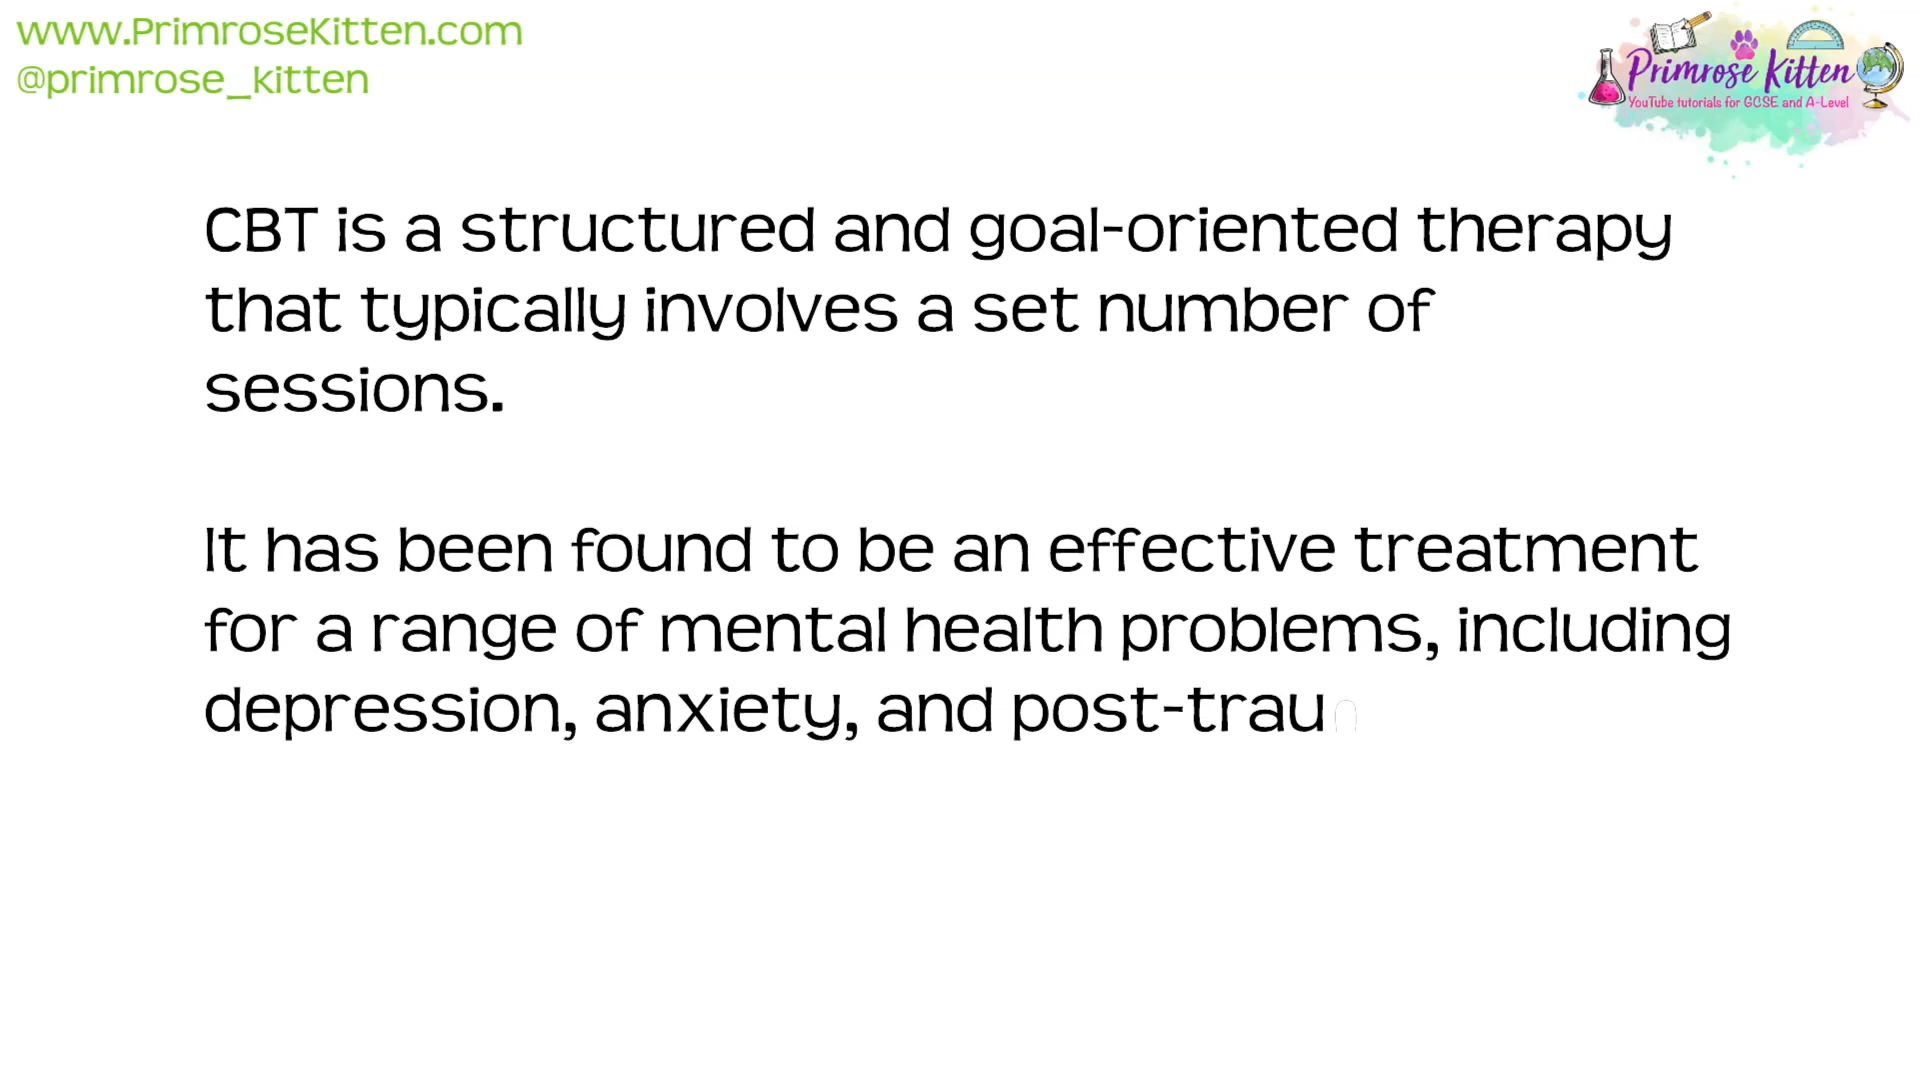 www.PrimroseKitten.com
@primrose_kitten
Primrose Kitten
YouTube tutorials for GCSE and A-Level
CBT is a structured and goal-oriented therapy
that typically involves a set number of
sessions.
It has been found to be an effective treatment
for a range of mental health problems, including
depression, anxiety, and post-trau